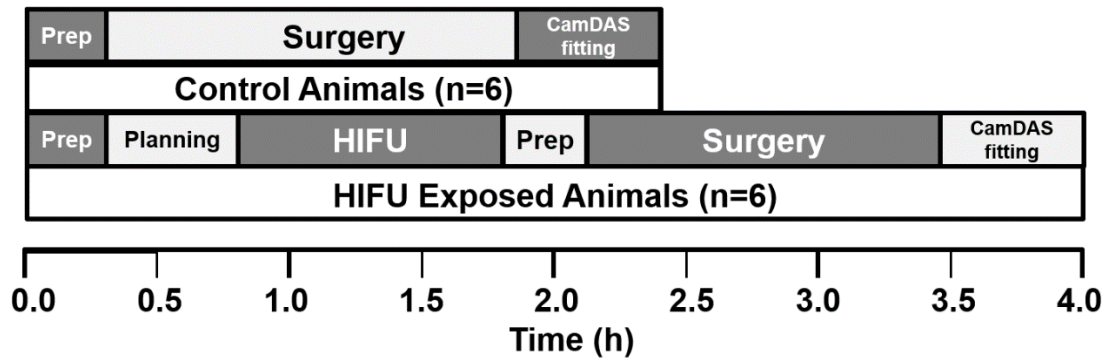 Prep Surgery CamDAS
fitting
Control Animals (n=6)
Prep Planning HIFU Prep Surgery CamDAS
fitting
HIFU Exposed Animals (n=6)
0.0 0.5 1.0 1.5 2.0 2.5 3.0 3.5 4.0
Time (h)